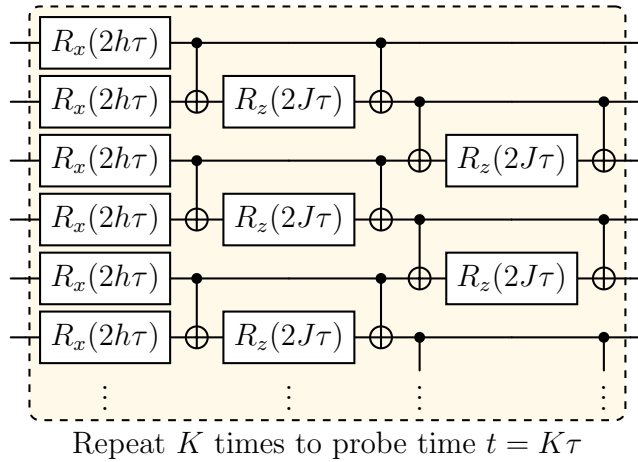 R_x(2hτ)
R_x(2hτ) R_z(2Jτ)
R_x(2hτ) R_z(2Jτ)
R_x(2hτ) R_z(2Jτ)
R_x(2hτ) R_z(2Jτ)
R_x(2hτ) R_z(2Jτ)
⋮ ⋮ ⋮ ⋮
Repeat K times to probe time t = Kτ